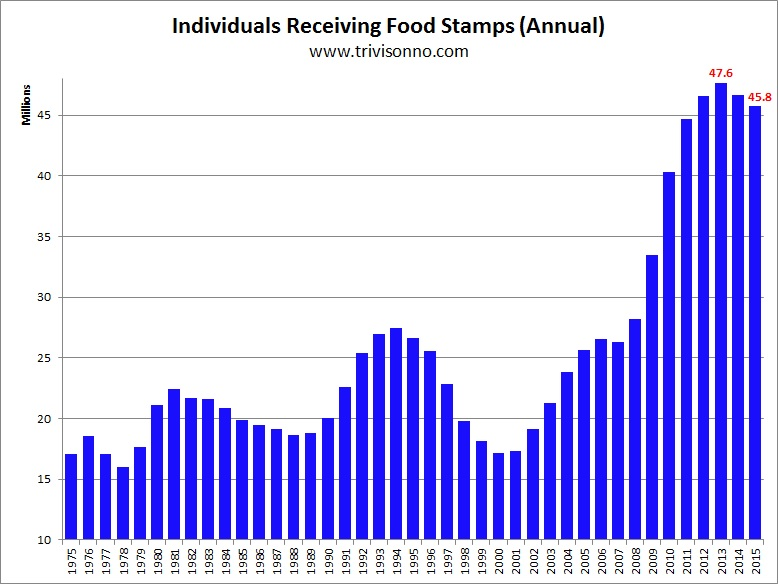 Individuals Receiving Food Stamps (Annual)
www.trivisonno.com
Millions
47.6
45.8
45
40
35
30
25
20
15
10
1975 1976 1977 1978 1979 1980 1981 1982 1983 1984 1985 1986 1987 1988 1989 1990 1991 1992 1993 1994 1995 1996 1997 1998 1999 2000 2001 2002 2003 2004 2005 2006 2007 2008 2009 2010 2011 2012 2013 2014 2015